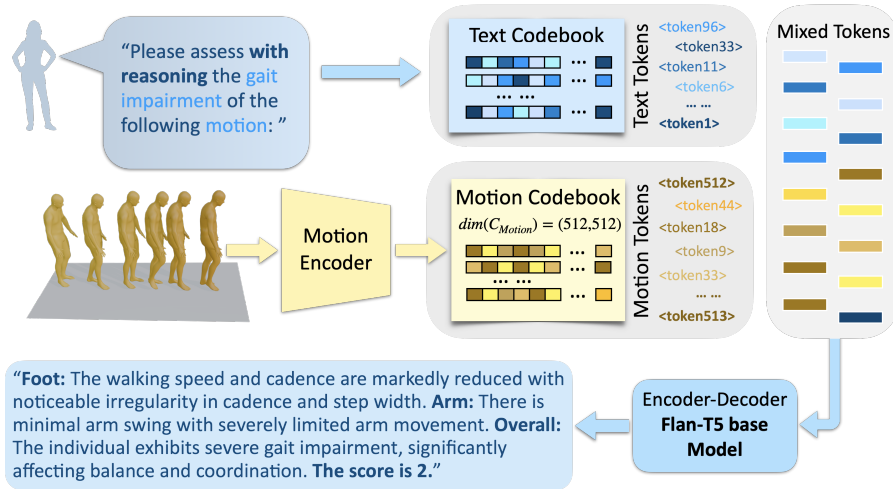 “Please assess with
reasoning the gait
impairment of the
following motion: ”
Text Codebook
... ...
...
...
...
Text Tokens
<token96>
<token33>
<token11>
<token6>
... ...
<token1>
Mixed Tokens
Motion
Encoder
Motion Codebook
dim(C_Motion) = (512,512)
...
...
... ...
...
Motion Tokens
<token512>
<token44>
<token18>
<token9>
<token33>
... ...
<token513>
“Foot: The walking speed and cadence are markedly reduced with
noticeable irregularity in cadence and step width. Arm: There is
minimal arm swing with severely limited arm movement. Overall:
The individual exhibits severe gait impairment, significantly
affecting balance and coordination. The score is 2.”
Encoder-Decoder
Flan-T5 base
Model